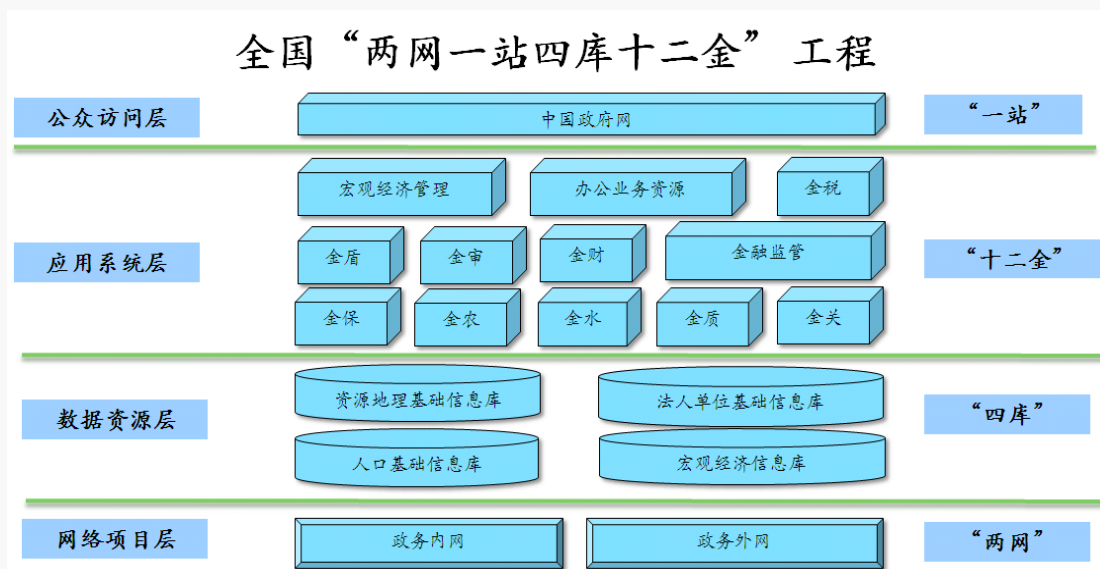 全国“两网一站四库十二金”工程
公众访问层
中国政府网
“一站”
宏观经济管理
办公业务资源
金税
应用系统层
金盾
金审
金财
金融监管
“十二金”
金保
金农
金水
金质
金关
数据资源层
资源地理基础信息库
法人单位基础信息库
“四库”
人口基础信息库
宏观经济信息库
网络项目层
政务内网
政务外网
“两网”